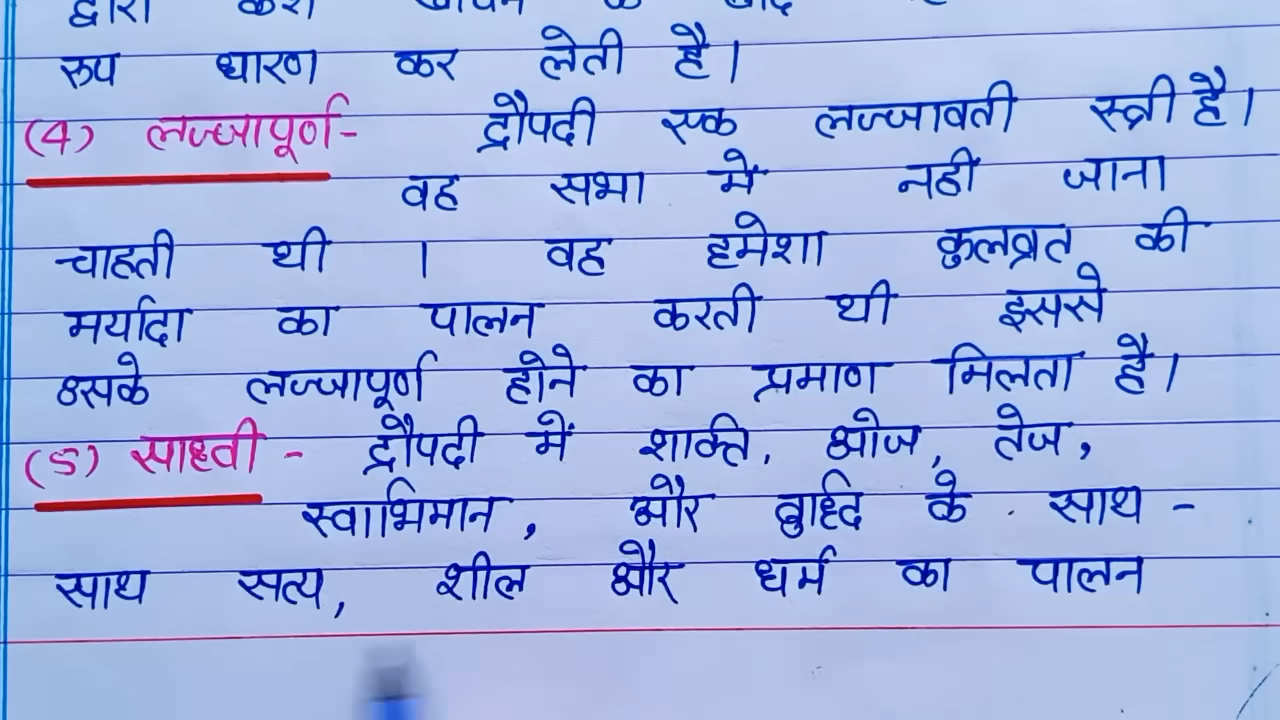 द्वारा
रूप धारण कर लेती है।
(4) लज्जापूर्ण- द्रौपदी एक लज्जावती स्त्री है।
वह सभा में नहीं जाना
चाहती थी । वह हमेशा कुलव्रत की
मर्यादा का पालन करती थी इससे
उसके लज्जापूर्ण होने का प्रमाण मिलता है।
(5) साहती - द्रौपदी में शक्ति, ओज, तेज,
स्वाभिमान, और बुद्धि के साथ -
साथ सत्य, शील और धर्म का पालन